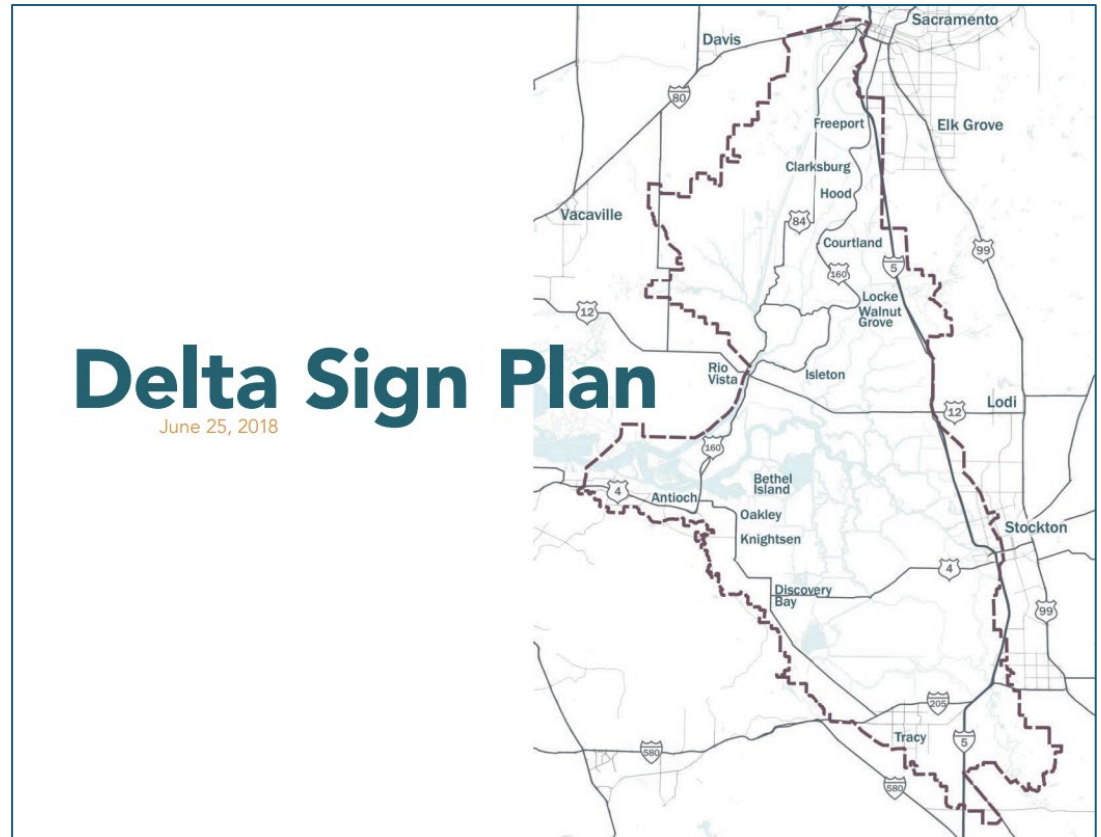 Sacramento
Davis
80
Freeport
Elk Grove
Clarksburg
Hood
Vacaville
84
Courtland
99
160
5
Locke
Walnut
Grove
12
Rio
Vista
Isleton
Delta Sign Plan
June 25, 2018
Lodi
12
160
Bethel
Island
4
Antioch
Oakley
Stockton
Knightsen
4
Discovery
Bay
99
205
Tracy
5
580
580